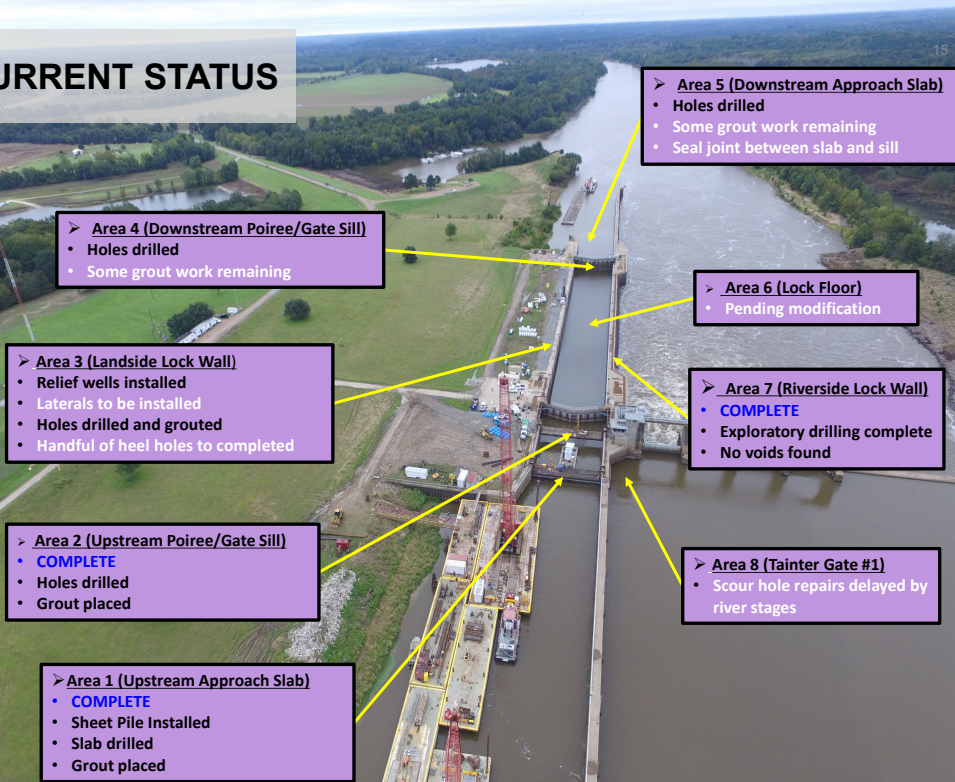 15
URRENT STATUS
➢ Area 5 (Downstream Approach Slab)
• Holes drilled
• Some grout work remaining
• Seal joint between slab and sill
➢ Area 4 (Downstream Poiree/Gate Sill)
• Holes drilled
• Some grout work remaining
➢ Area 6 (Lock Floor)
• Pending modification
➢ Area 3 (Landside Lock Wall)
• Relief wells installed
• Laterals to be installed
• Holes drilled and grouted
• Handful of heel holes to completed
➢ Area 7 (Riverside Lock Wall)
• COMPLETE
• Exploratory drilling complete
• No voids found
➢ Area 2 (Upstream Poiree/Gate Sill)
• COMPLETE
• Holes drilled
• Grout placed
➢ Area 8 (Tainter Gate #1)
• Scour hole repairs delayed by
river stages
➢ Area 1 (Upstream Approach Slab)
• COMPLETE
• Sheet Pile Installed
• Slab drilled
• Grout placed